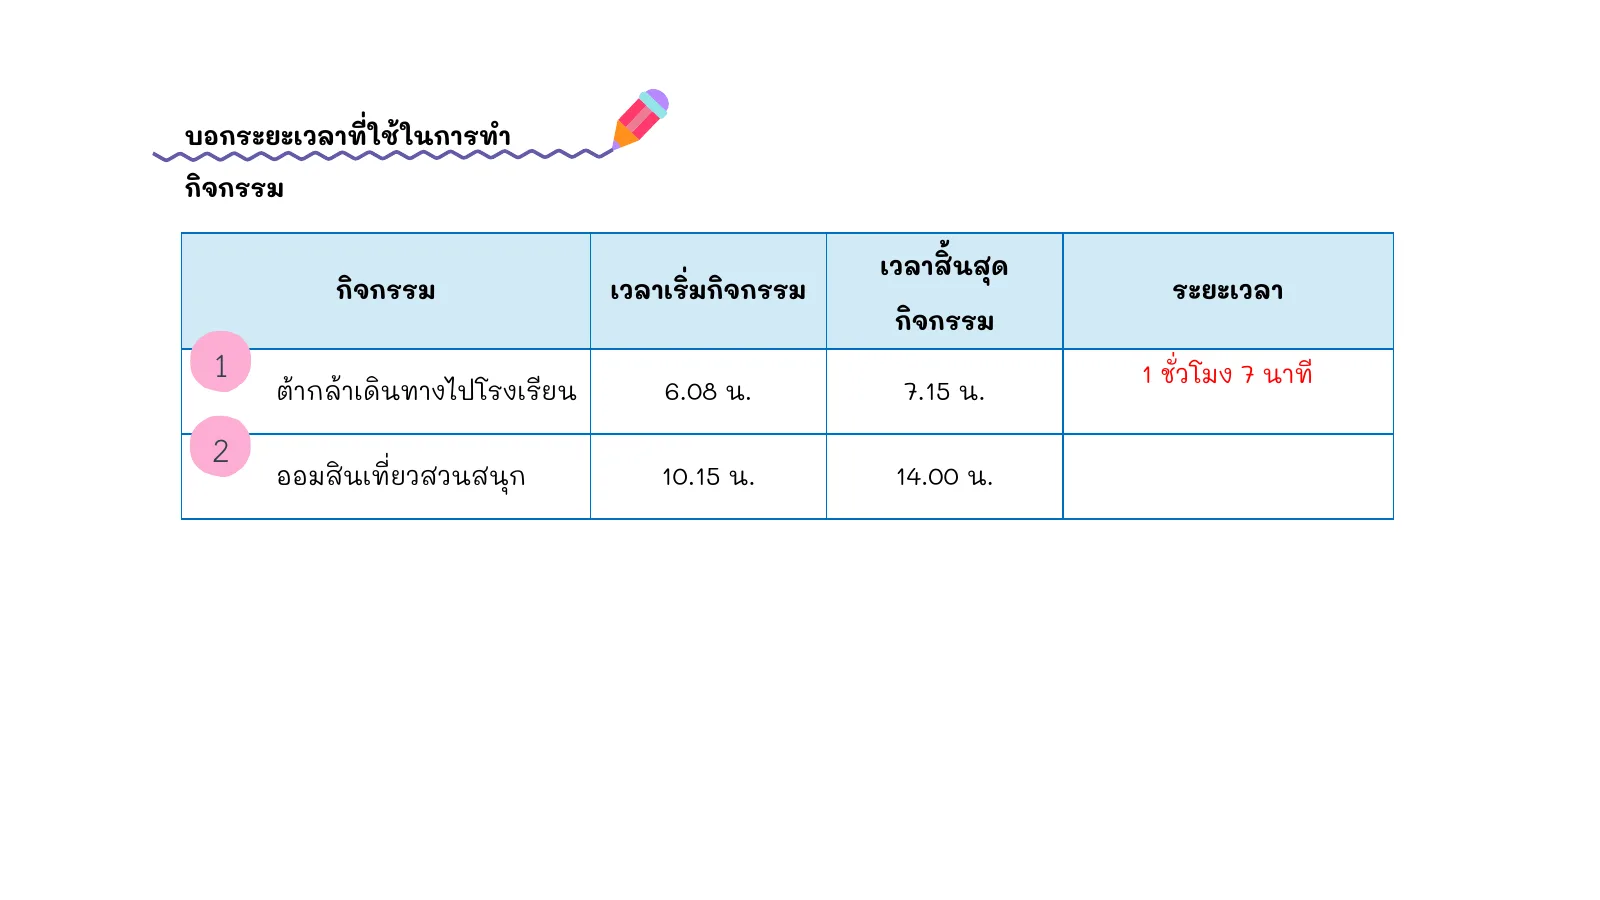 บอกระยะเวลาที่ใช้ในการทำ
กิจกรรม
กิจกรรม
เวลาเริ่มกิจกรรม
เวลาสิ้นสุด
กิจกรรม
ระยะเวลา
1
ต้ากล้าเดินทางไปโรงเรียน
6.08 น.
7.15 น.
1 ชั่วโมง 7 นาที
2
ออมสินเที่ยวสวนสนุก
10.15 น.
14.00 น.